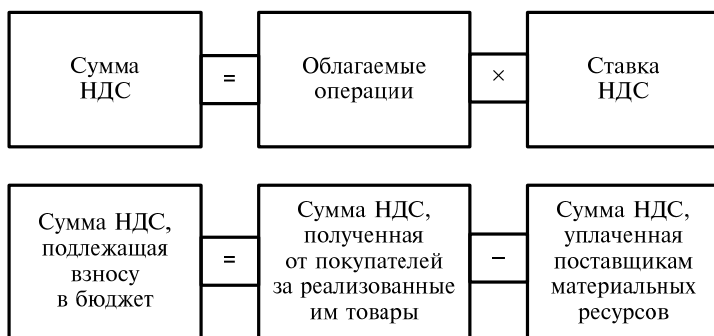 Сумма
НДС
=
Облагаемые
операции
×
Ставка
НДС
Сумма НДС,
подлежащая
взносу
в бюджет
=
Сумма НДС,
полученная
от покупателей
за реализованные
им товары
−
Сумма НДС,
уплаченная
поставщикам
материальных
ресурсов